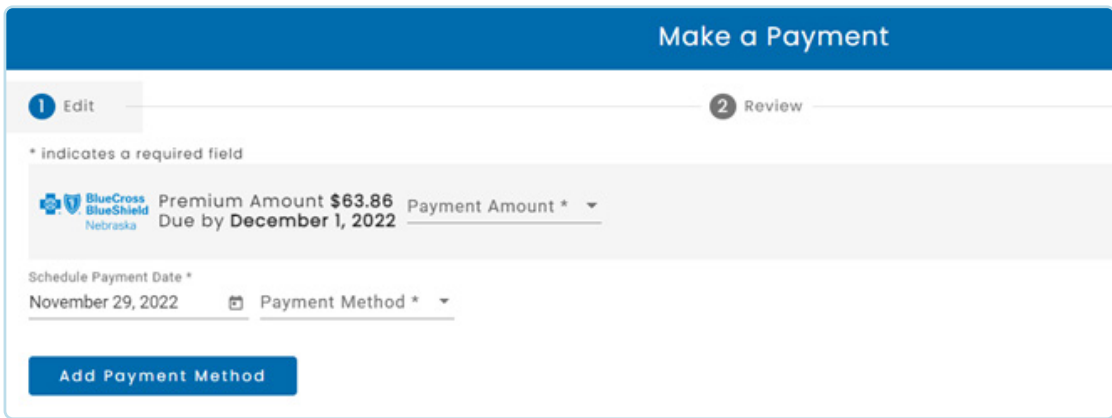 Make a Payment
1 Edit
2 Review
* indicates a required field
BlueCross
BlueShield
Nebraska
Premium Amount $63.86
Due by December 1, 2022
Payment Amount *
Schedule Payment Date *
November 29, 2022
Payment Method *
Add Payment Method